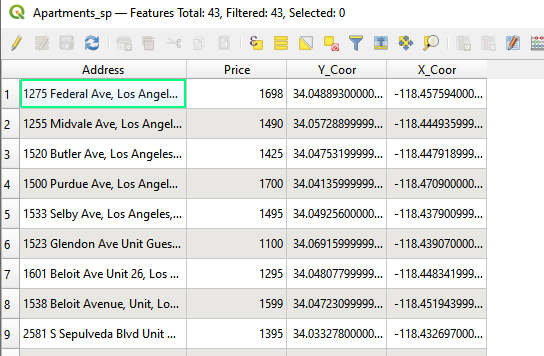 Apartments_sp — Features Total: 43, Filtered: 43, Selected: 0
Address Price Y_Coor X_Coor
1 1275 Federal Ave, Los Angel... 1698 34.04889300000... -118.457594000...
2 1255 Midvale Ave, Los Angel... 1490 34.05728899999... -118.444935999...
3 1520 Butler Ave, Los Angeles... 1425 34.04753199999... -118.447918999...
4 1500 Purdue Ave, Los Angel... 1700 34.04135999999... -118.470900000...
5 1533 Selby Ave, Los Angeles,... 1495 34.04925600000... -118.437900999...
6 1523 Glendon Ave Unit Gues... 1100 34.06915999999... -118.439070000...
7 1601 Beloit Ave Unit 26, Los ... 1295 34.04807799999... -118.448341999...
8 1538 Beloit Avenue, Unit, Lo... 1599 34.04723099999... -118.451943999...
9 2581 S Sepulveda Blvd Unit ... 1395 34.03327800000... -118.432697000...